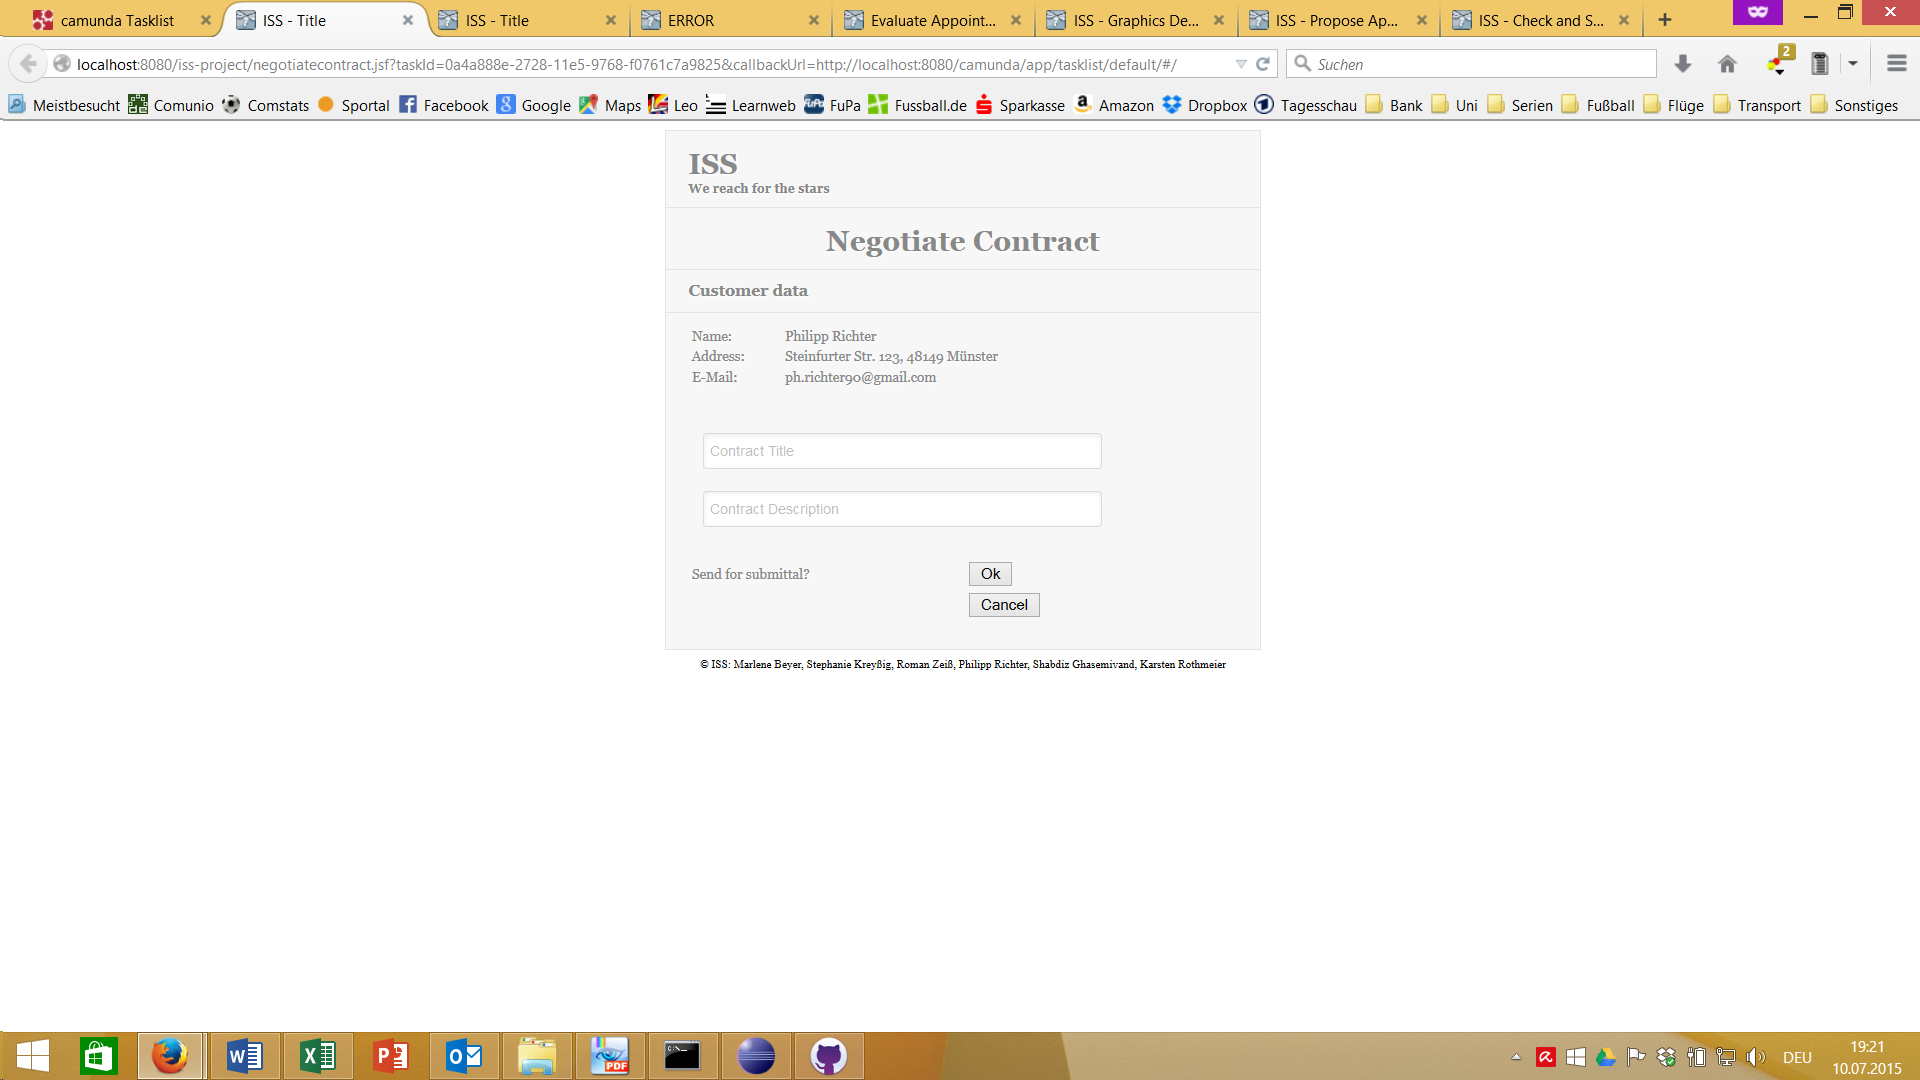 camunda Tasklist
ISS - Title
ISS - Title
ERROR
Evaluate Appoint...
ISS - Graphics De...
ISS - Propose Ap...
ISS - Check and S...
localhost:8080/iss-project/negotiatecontract.jsf?taskId=0a4a888e-2728-11e5-9768-f0761c7a9825&callbackUrl=http://localhost:8080/camunda/app/tasklist/default/#/
Suchen
2
Meistbesucht
Comunio
Comstats
Sportal
Facebook
Google
Maps
Leo
Learnweb
FuPa
Fussball.de
Sparkasse
Amazon
Dropbox
Tagesschau
Bank
Uni
Serien
Fußball
Flüge
Transport
Sonstiges
ISS
We reach for the stars
Negotiate Contract
Customer data
Name: Philipp Richter
Address: Steinfurter Str. 123, 48149 Münster
E-Mail: ph.richter90@gmail.com
Contract Title
Contract Description
Send for submittal?
Ok
Cancel
© ISS: Marlene Beyer, Stephanie Kreyßig, Roman Zeiß, Philipp Richter, Shabdiz Ghasemivand, Karsten Rothmeier
DEU
19:21
10.07.2015